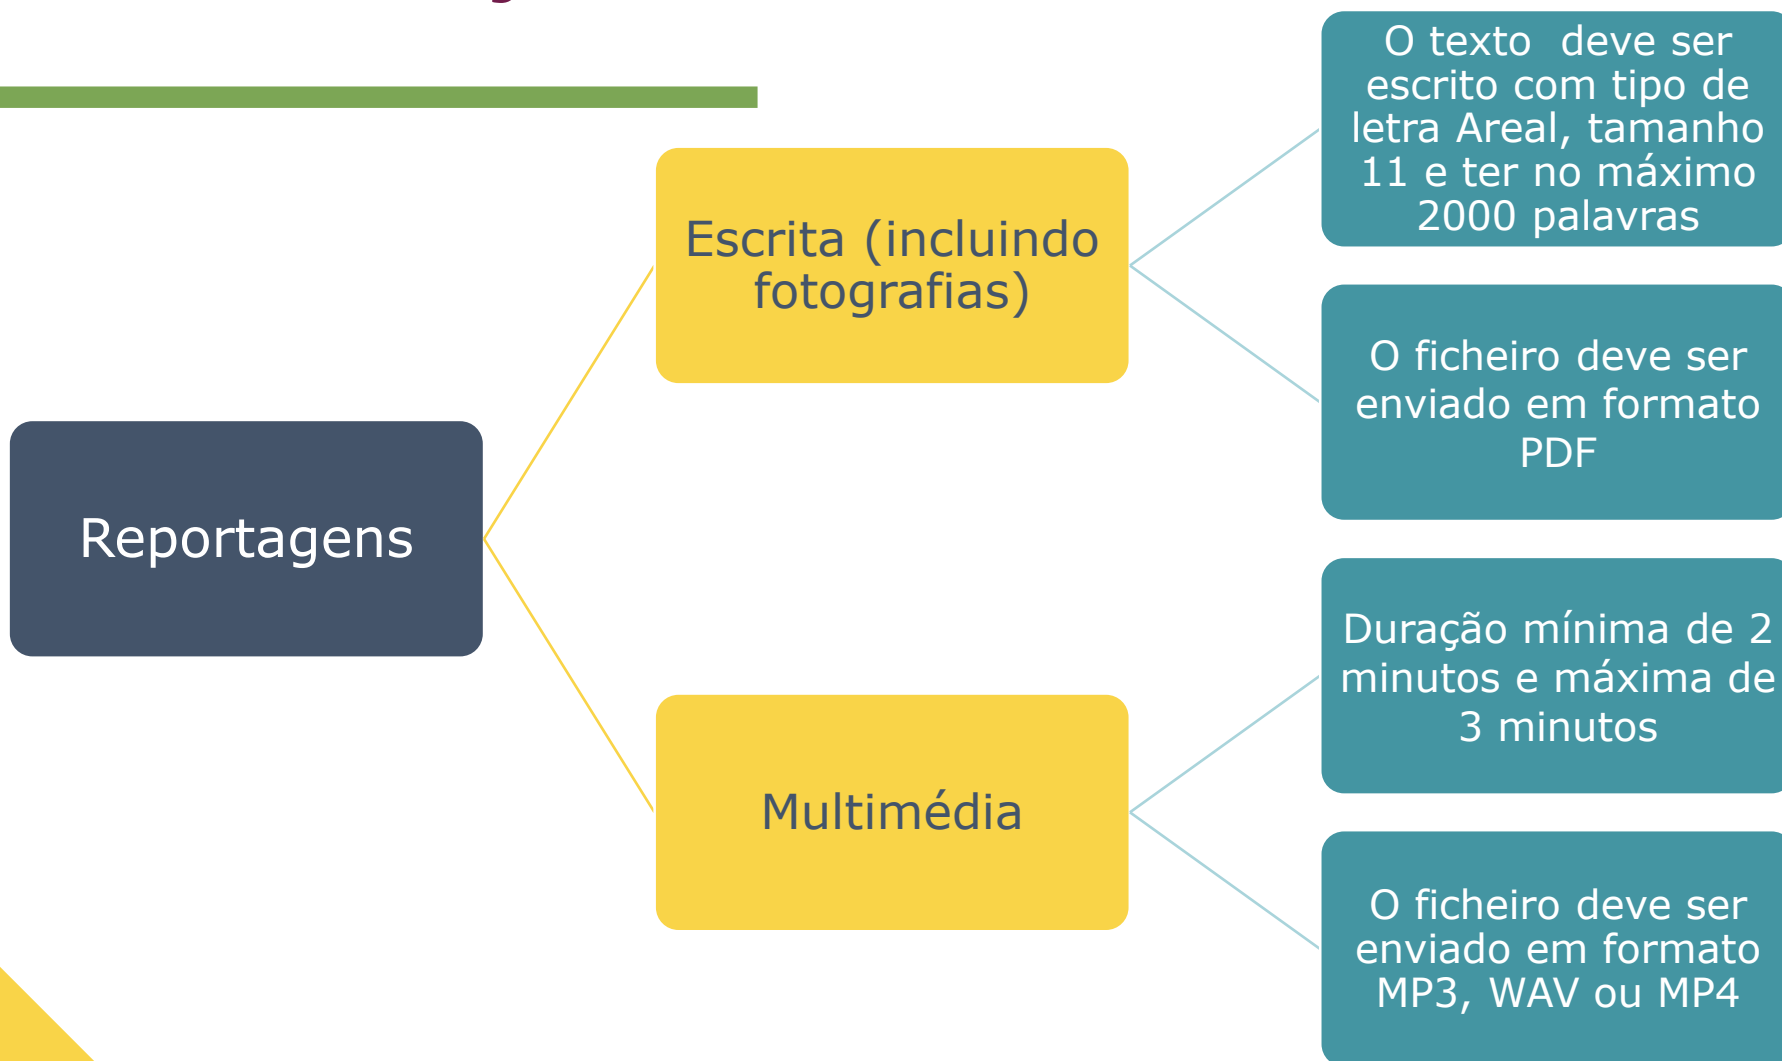 Reportagens
Escrita (incluindo
fotografias)
O texto  deve ser
escrito com tipo de
letra Areal, tamanho
11 e ter no máximo
2000 palavras
O ficheiro deve ser
enviado em formato
PDF
Multimédia
Duração mínima de 2
minutos e máxima de
3 minutos
O ficheiro deve ser
enviado em formato
MP3, WAV ou MP4